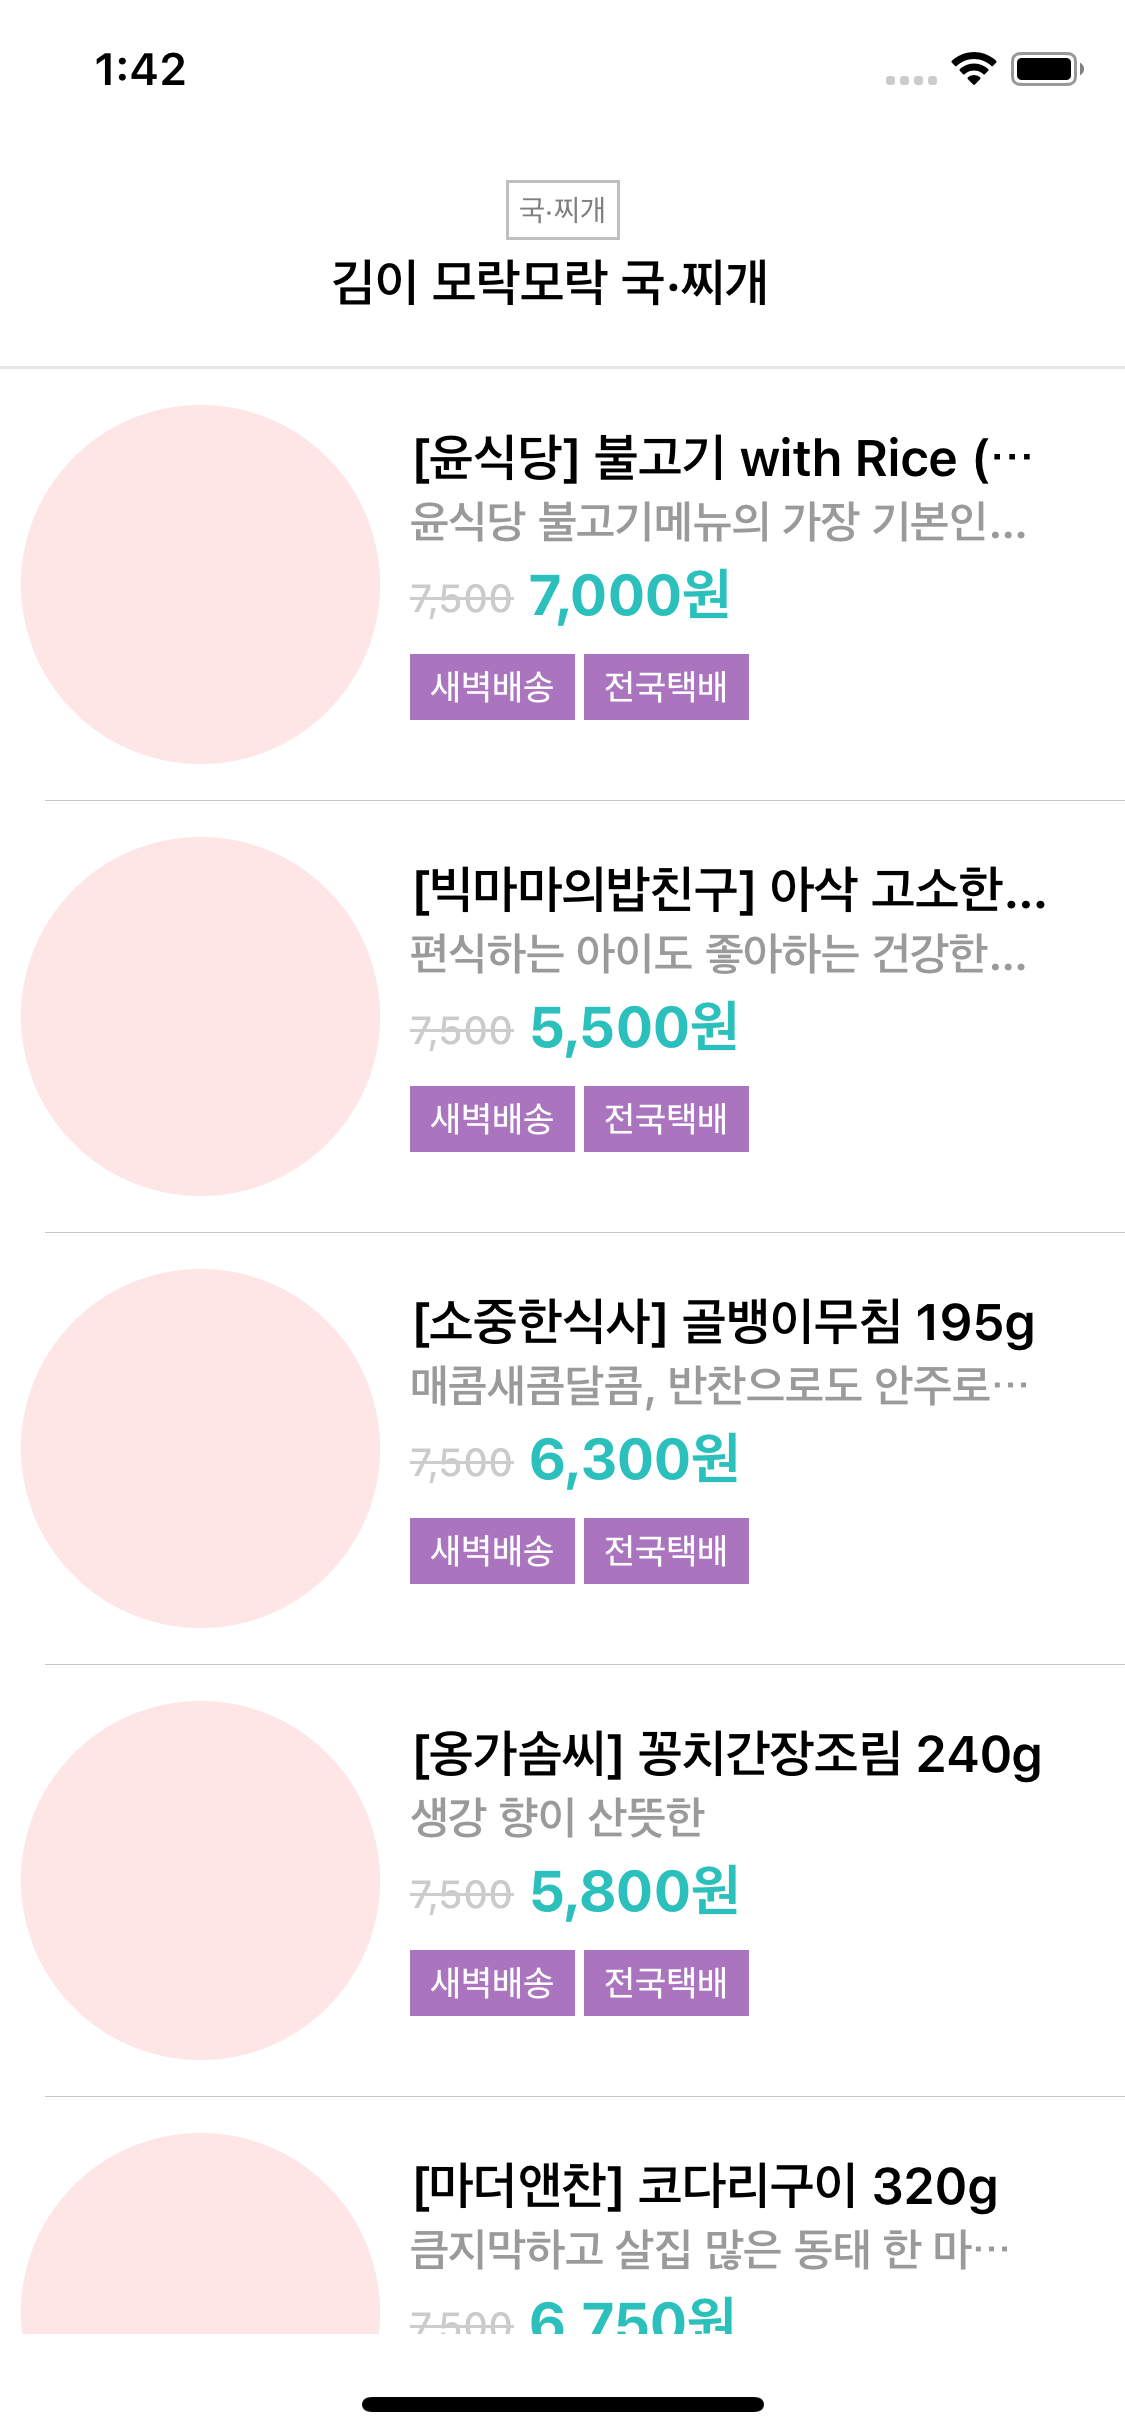 1:42
국·찌개
김이 모락모락 국·찌개
[윤식당] 불고기 with Rice (…
윤식당 불고기메뉴의 가장 기본인...
7,500 7,000원
새벽배송 전국택배
[빅마마의밥친구] 아삭 고소한...
편식하는 아이도 좋아하는 건강한...
7,500 5,500원
새벽배송 전국택배
[소중한식사] 골뱅이무침 195g
매콤새콤달콤, 반찬으로도 안주로…
7,500 6,300원
새벽배송 전국택배
[옹가솜씨] 꽁치간장조림 240g
생강 향이 산뜻한
7,500 5,800원
새벽배송 전국택배
[마더앤찬] 코다리구이 320g
큼지막하고 살집 많은 동태 한 마…
7,500 6,750원